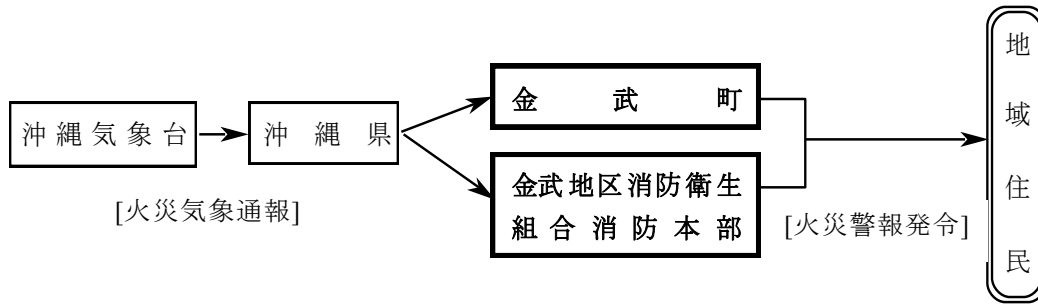 沖縄気象台
沖縄県
金武町
金武地区消防衛生
組合消防本部
[火災気象通報]
[火災警報発令]
地域住民